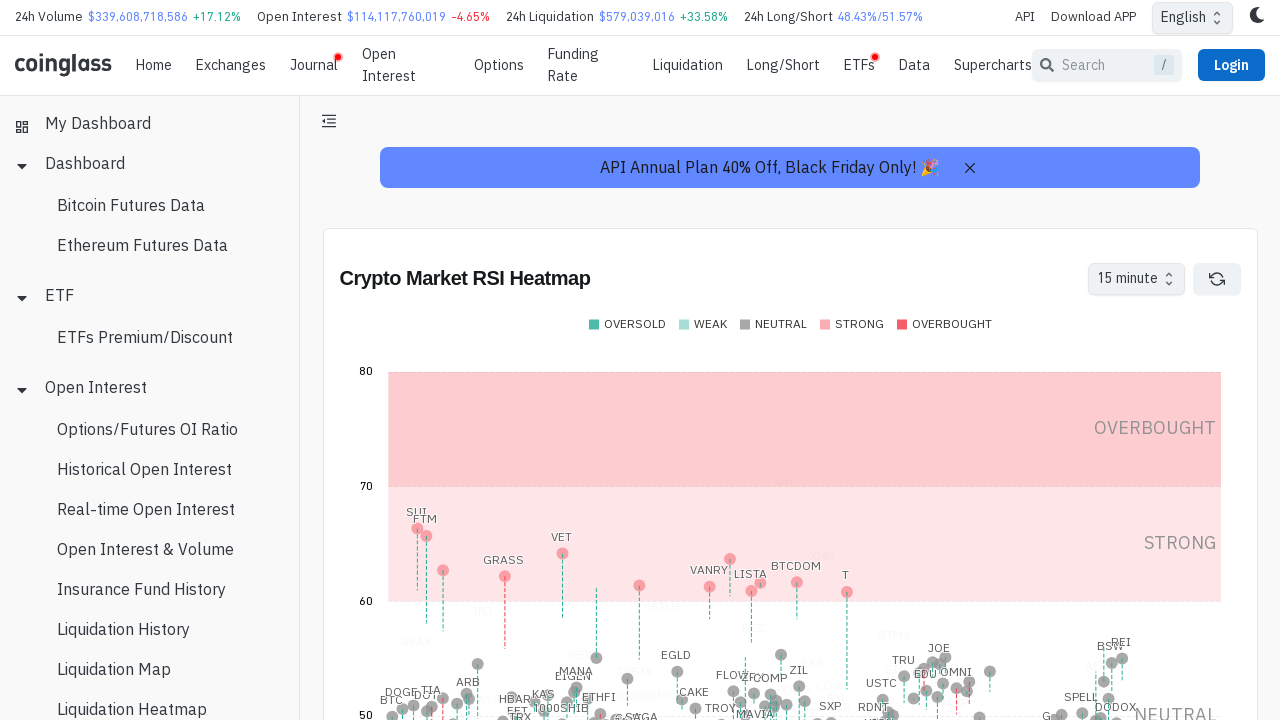 24h Volume $339,608,718,586 +17.12% Open Interest $114,117,760,019 -4.65% 24h Liquidation $579,039,016 +33.58% 24h Long/Short 48.43%/51.57% API Download APP English
coinglass Home Exchanges Journal Open Interest Options Funding Rate Liquidation Long/Short ETFs Data Supercharts Search / Login
My Dashboard
Dashboard
Bitcoin Futures Data
Ethereum Futures Data
ETF
ETFs Premium/Discount
Open Interest
Options/Futures OI Ratio
Historical Open Interest
Real-time Open Interest
Open Interest & Volume
Insurance Fund History
Liquidation History
Liquidation Map
Liquidation Heatmap
API Annual Plan 40% Off, Black Friday Only! 🎉
Crypto Market RSI Heatmap
15 minute
OVERSOLD WEAK NEUTRAL STRONG OVERBOUGHT
80
OVERBOUGHT
70
SUI
FTM
STRONG
VET
GRASS
BTCDOM
VANRY
LISTA
T
60
REI
BSW
JOE
EGLD
TRU
MANA
ZIL
EIGEN
FLOW
COMP
EDU
OMNI
ARB
USTC
DOGE
TIA
KAS
ETHFI
CAKE
SPELL
BTC
HBAR
1000SHIB
TROY
SXP
RDNT
DODOX
MAVIA
SAGA
TRX
50
NEUTRAL